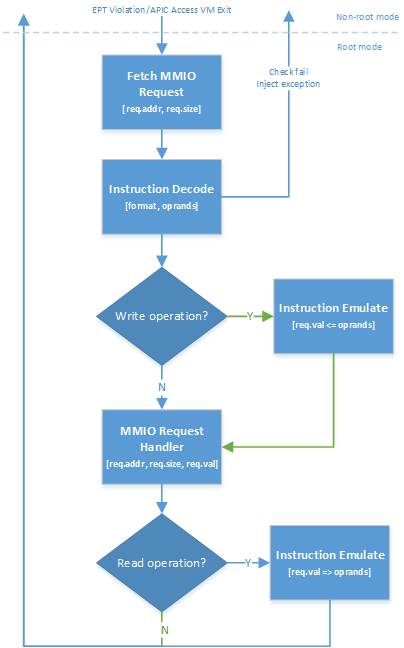 EPT Violation/APIC Access VM Exit
Non-root mode
Root mode
Fetch MMIO
Request
[req.addr, req.size]
Check fail
Inject exception
Instruction Decode
[format, oprands]
Write operation?
Y
Instruction Emulate
[req.val <= oprands]
N
MMIO Request
Handler
[req.addr, req.size, req.val]
Read operation?
Y
Instruction Emulate
[req.val => oprands]
N